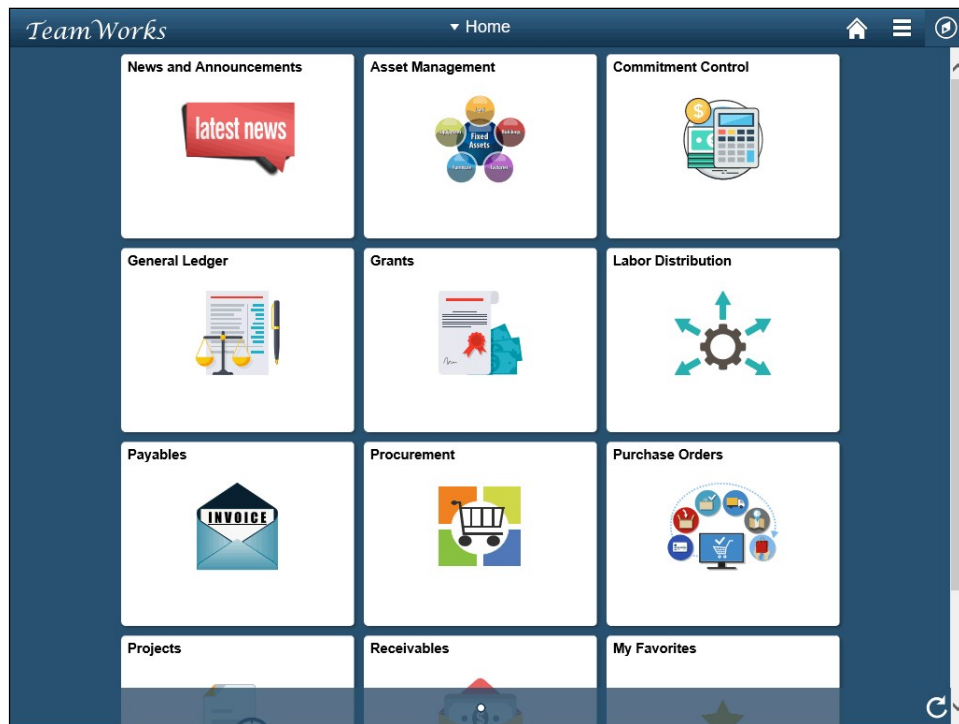 TeamWorks
Home
News and Announcements
Asset Management
Commitment Control
latest news
Fixed
Assets
Buildings
General Ledger
Grants
Labor Distribution
Payables
Procurement
Purchase Orders
INVOICE
Projects
Receivables
My Favorites